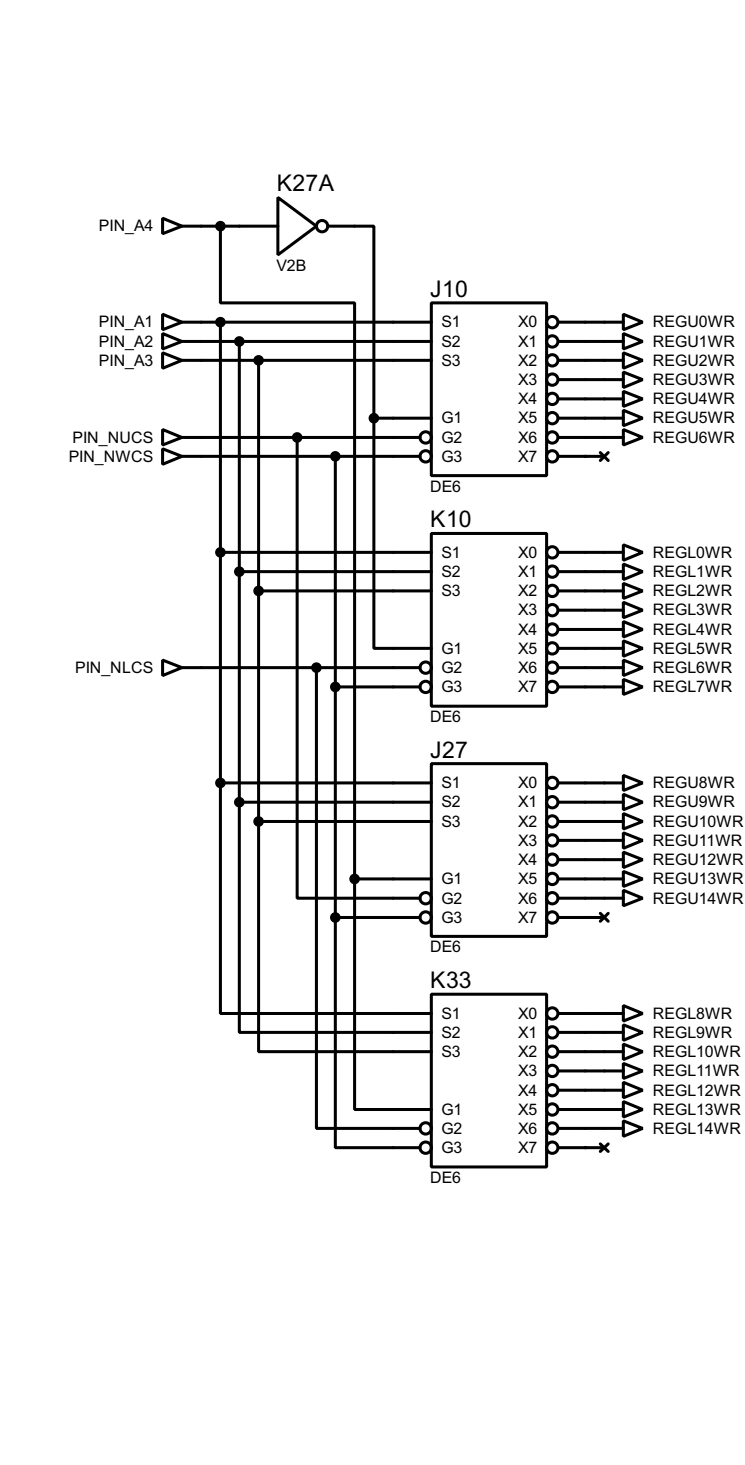 K27A
PIN_A4
V2B
J10
PIN_A1 S1 X0 REGU0WR
PIN_A2 S2 X1 REGU1WR
PIN_A3 S3 X2 REGU2WR
X3 REGU3WR
X4 REGU4WR
G1 X5 REGU5WR
PIN_NUCS G2 X6 REGU6WR
PIN_NWCS G3 X7
DE6
K10
S1 X0 REGL0WR
S2 X1 REGL1WR
S3 X2 REGL2WR
X3 REGL3WR
X4 REGL4WR
G1 X5 REGL5WR
PIN_NLCS G2 X6 REGL6WR
G3 X7 REGL7WR
DE6
J27
S1 X0 REGU8WR
S2 X1 REGU9WR
S3 X2 REGU10WR
X3 REGU11WR
X4 REGU12WR
G1 X5 REGU13WR
G2 X6 REGU14WR
G3 X7
DE6
K33
S1 X0 REGL8WR
S2 X1 REGL9WR
S3 X2 REGL10WR
X3 REGL11WR
X4 REGL12WR
G1 X5 REGL13WR
G2 X6 REGL14WR
G3 X7
DE6